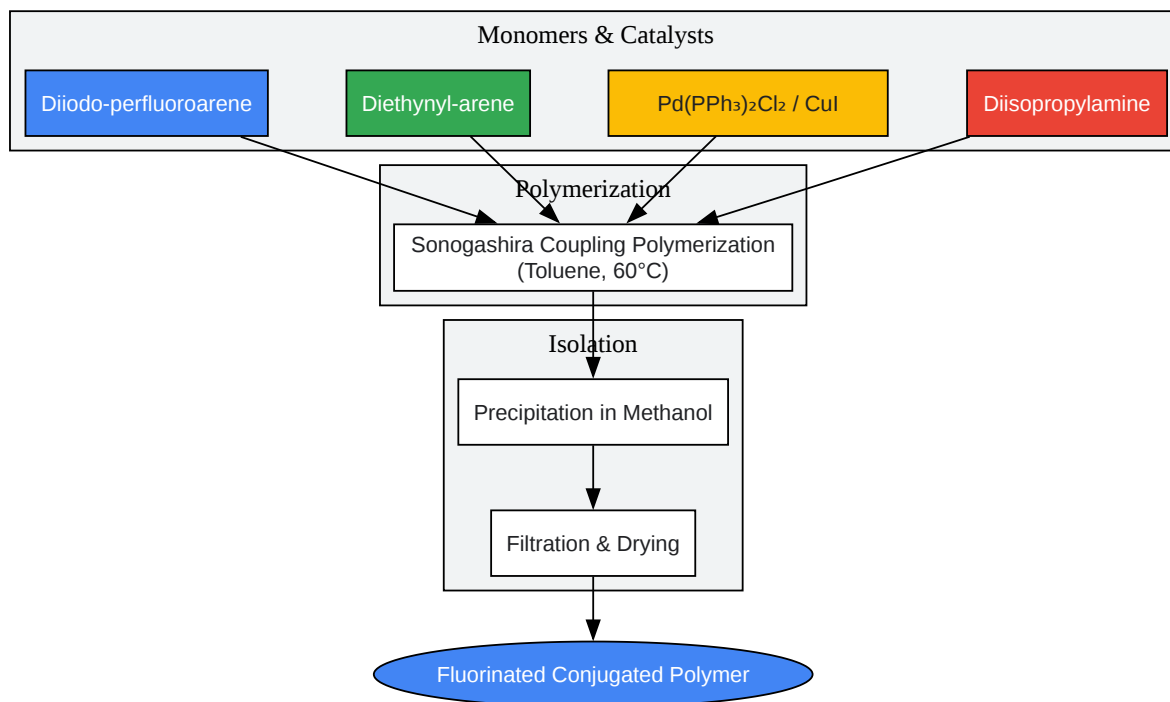 Monomers & Catalysts
Diiodo-perfluoroarene
Diethynyl-arene
Pd(PPh₃)₂Cl₂ / CuI
Diisopropylamine
Polymerization
Sonogashira Coupling Polymerization
(Toluene, 60°C)
Isolation
Precipitation in Methanol
Filtration & Drying
Fluorinated Conjugated Polymer